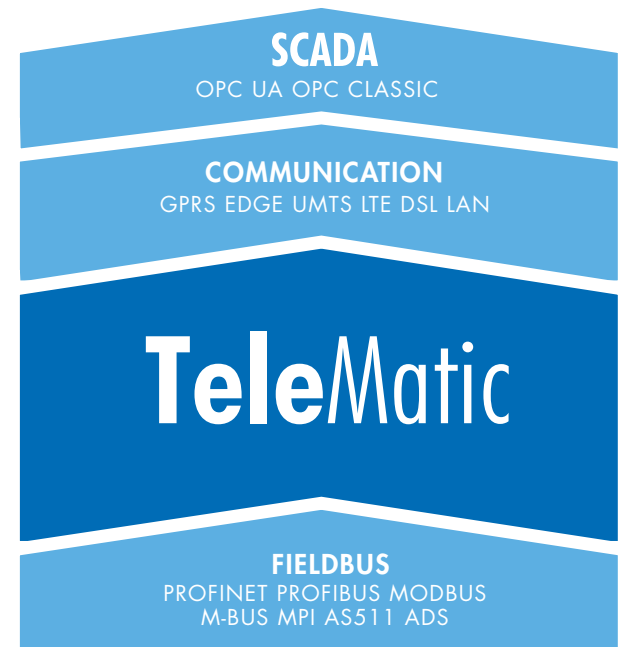 SCADA
OPC UA OPC CLASSIC
COMMUNICATION
GPRS EDGE UMTS LTE DSL LAN
TeleMatic
FIELDBUS
PROFINET PROFIBUS MODBUS
M-BUS MPI AS511 ADS